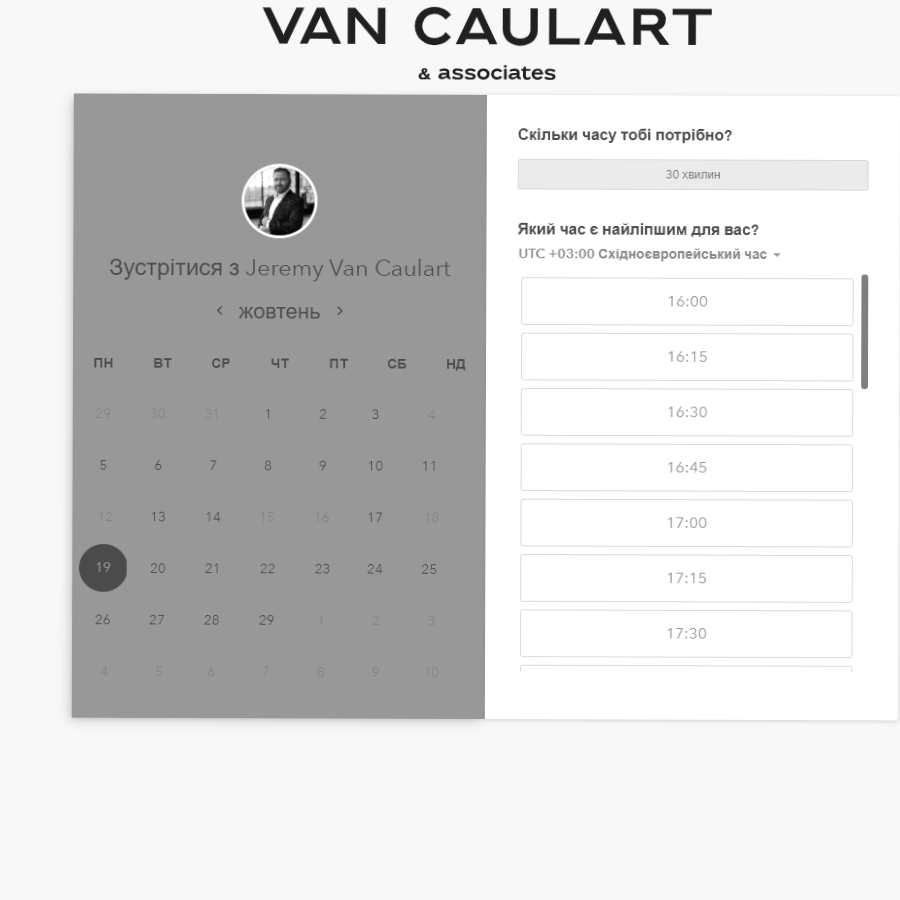 VAN CAULART
& associates
Зустрітися з Jeremy Van Caulart
жовтень
ПН ВТ СР ЧТ ПТ СБ НД
29 30 31 1 2 3 4
5 6 7 8 9 10 11
12 13 14 15 16 17 18
19 20 21 22 23 24 25
26 27 28 29 1 2 3
4 5 6 7 8 9 10
Скільки часу тобі потрібно?
30 хвилин
Який час є найліпшим для вас?
UTC +03:00 Східноєвропейський час
16:00
16:15
16:30
16:45
17:00
17:15
17:30